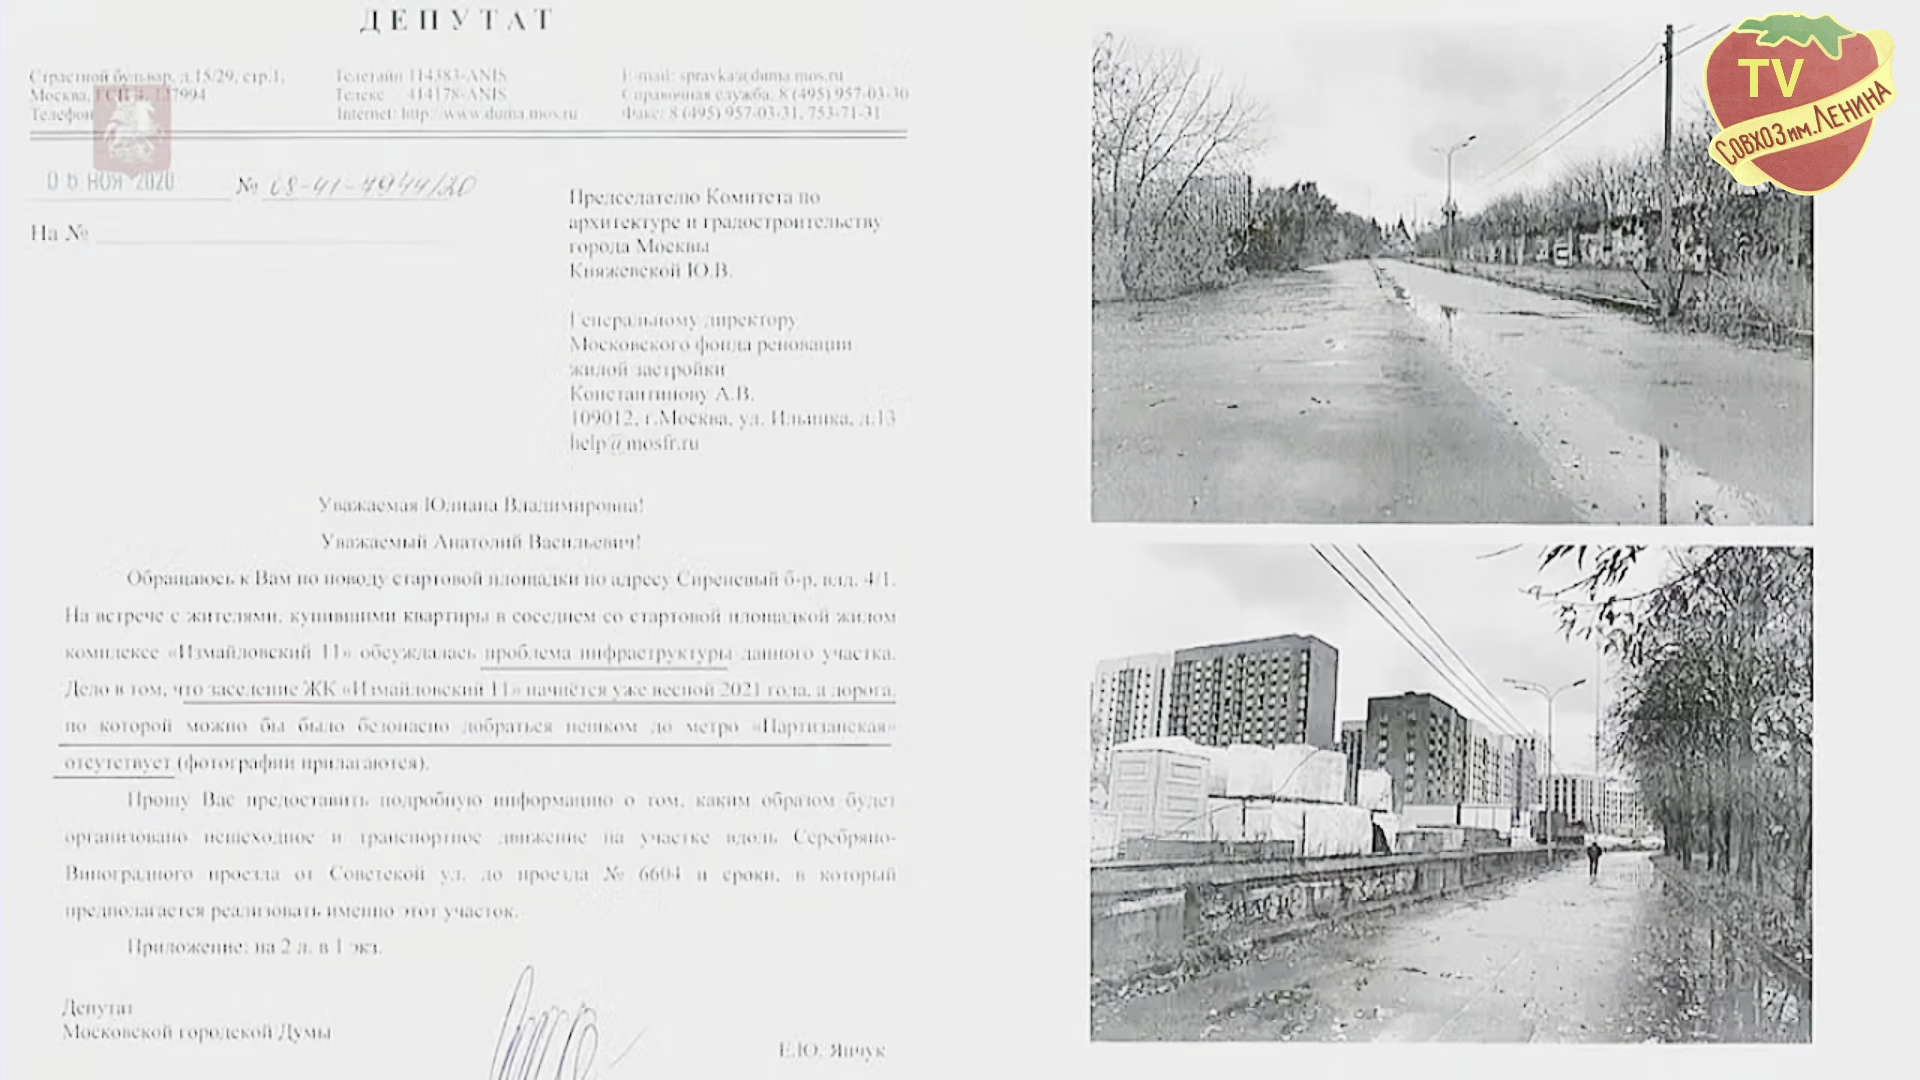 ДЕПУТАТ
Страстной бульвар, д.15/29, стр.1,
Москва, ГСП-4, 127994
Телефон
Телетайп 114383-ANIS
Телекс 414178-ANIS
Internet: http://www.duma.mos.ru
E-mail: spravka@duma.mos.ru
Справочная служба: 8 (495) 957-03-30
Факс: 8 (495) 957-03-31, 753-71-31
06 НОЯ 2020 №
На №
Председателю Комитета по
архитектуре и градостроительству
города Москвы
Княжевской Ю.В.
Генеральному директору
Московского фонда реновации
жилой застройки
Константинову А.В.
109012, г.Москва, ул. Ильинка, д.13
help@mosfr.ru
Уважаемая Юлиана Владимировна!
Уважаемый Анатолий Васильевич!
Обращаюсь к Вам по поводу стартовой площадки по адресу Сиреневый б-р, влд. 4/1.
На встрече с жителями, купившими квартиры в соседнем со стартовой площадкой жилом
комплексе «Измайловский 11» обсуждалась проблема инфраструктуры данного участка.
Дело в том, что заселение ЖК «Измайловский 11» начнётся уже весной 2021 года, а дорога,
по которой можно бы было безопасно добраться пешком до метро «Партизанская»
отсутствует (фотографии прилагаются).
Прошу Вас предоставить подробную информацию о том, каким образом будет
организовано пешеходное и транспортное движение на участке вдоль Серебряно-
Виноградного проезда от Советской ул. до проезда № 6604 и сроки, в который
предполагается реализовать именно этот участок.
Приложение: на 2 л. в 1 экз.
Депутат
Московской городской Думы
Е.Ю. Янчук
TV
СОВХОЗ им. ЛЕНИНА